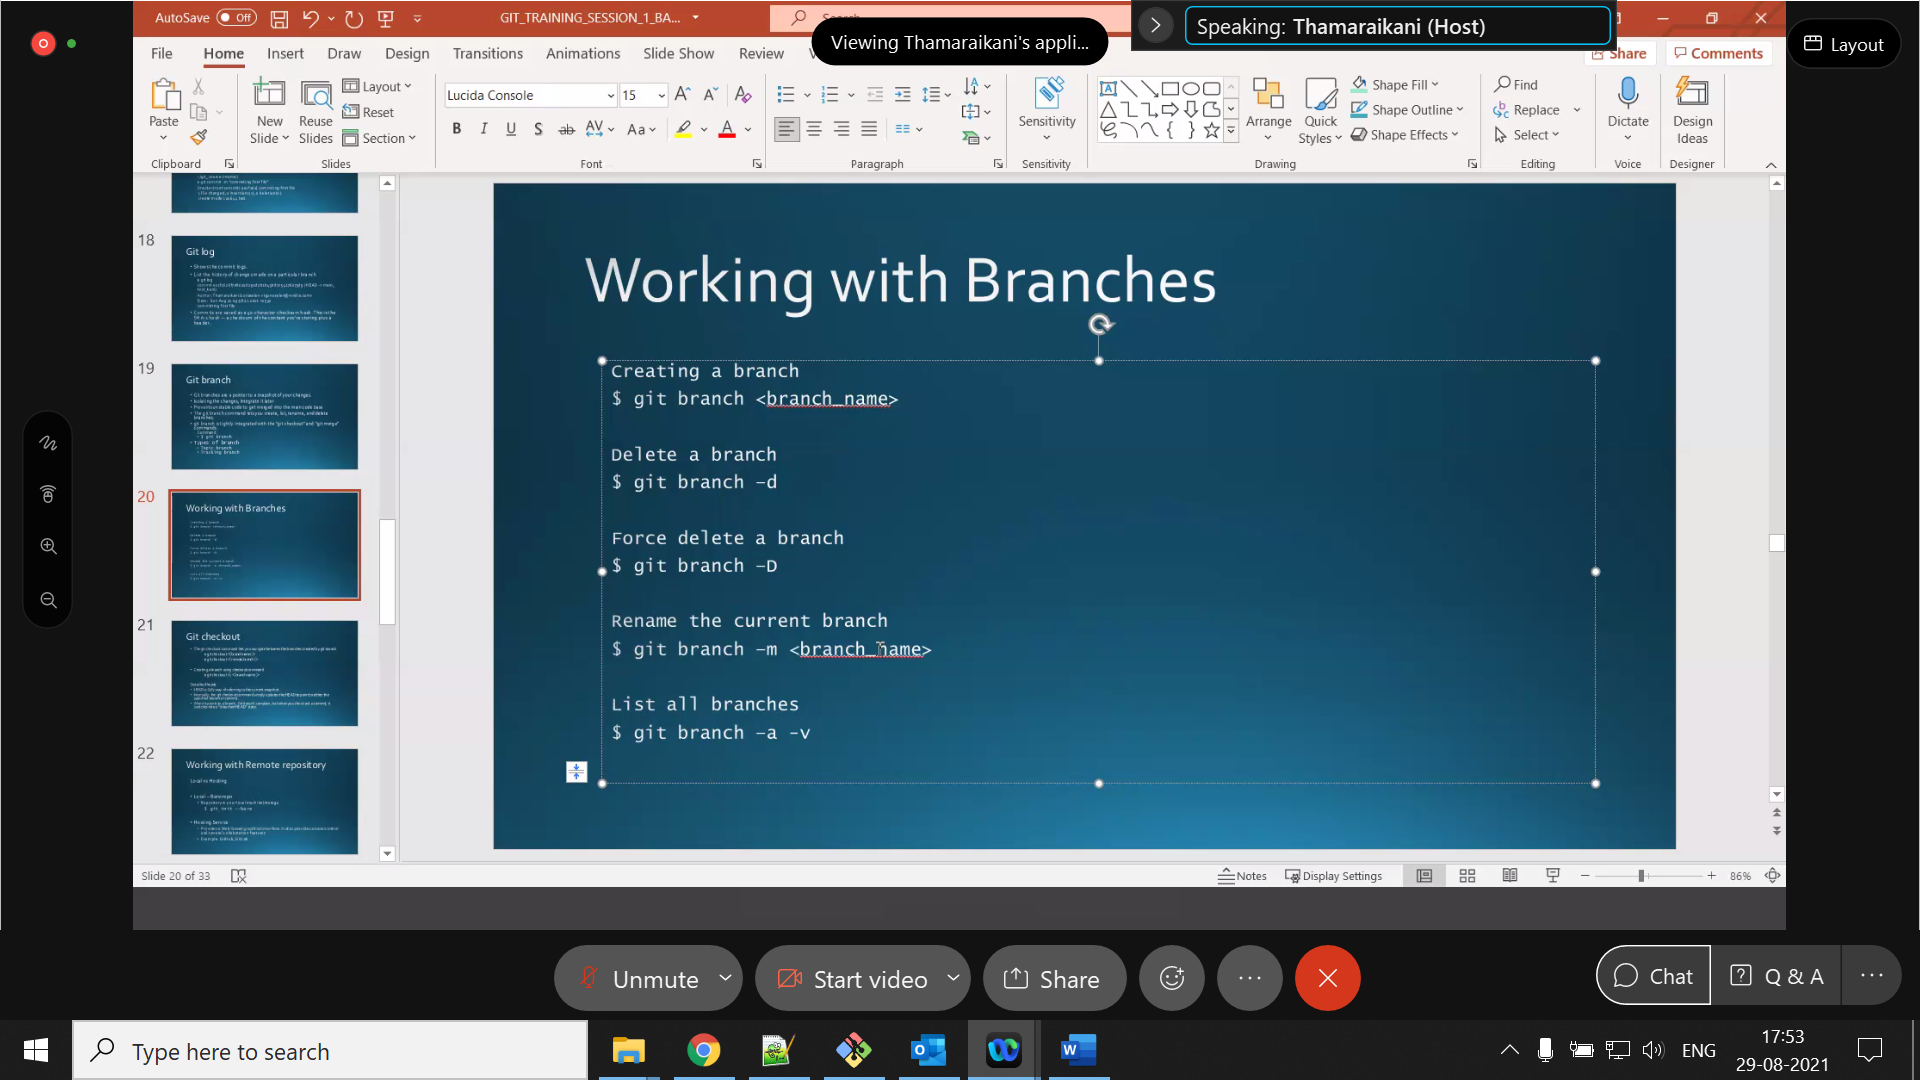 AutoSave Off
GIT_TRAINING_SESSION_1_BA...
Viewing Thamaraikani's appli...
Speaking: Thamaraikani (Host)
Layout
File Home Insert Draw Design Transitions Animations Slide Show Review
Share Comments
Paste
New Slide
Reuse Slides
Layout
Reset
Section
Lucida Console 15
Sensitivity
Arrange
Quick Styles
Shape Fill
Shape Outline
Shape Effects
Find
Replace
Select
Dictate
Design Ideas
Clipboard Slides Font Paragraph Sensitivity Drawing Editing Voice Designer
18
Git log
19
Git branch
20
Working with Branches
21
Git checkout
22
Working with Remote repository
Working with Branches
Creating a branch
$ git branch <branch_name>
Delete a branch
$ git branch -d
Force delete a branch
$ git branch -D
Rename the current branch
$ git branch -m <branch_name>
List all branches
$ git branch -a -v
Slide 20 of 33
Notes Display Settings 86%
Unmute
Start video
Share
Chat
Q & A
Type here to search
ENG
17:53
29-08-2021